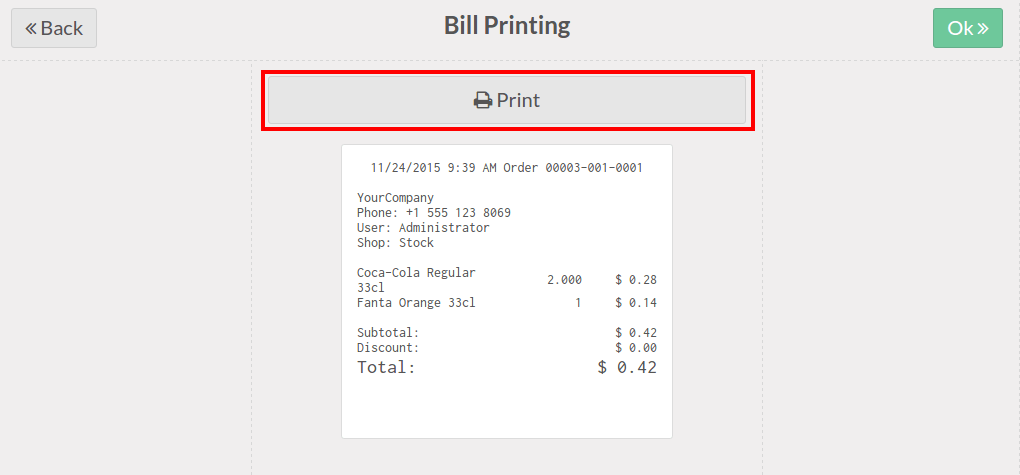 Back
Bill Printing
Ok
Print
11/24/2015 9:39 AM Order 00003-001-0001
YourCompany
Phone: +1 555 123 8069
User: Administrator
Shop: Stock
Coca-Cola Regular 33cl 2.000 $ 0.28
Fanta Orange 33cl 1 $ 0.14
Subtotal: $ 0.42
Discount: $ 0.00
Total: $ 0.42